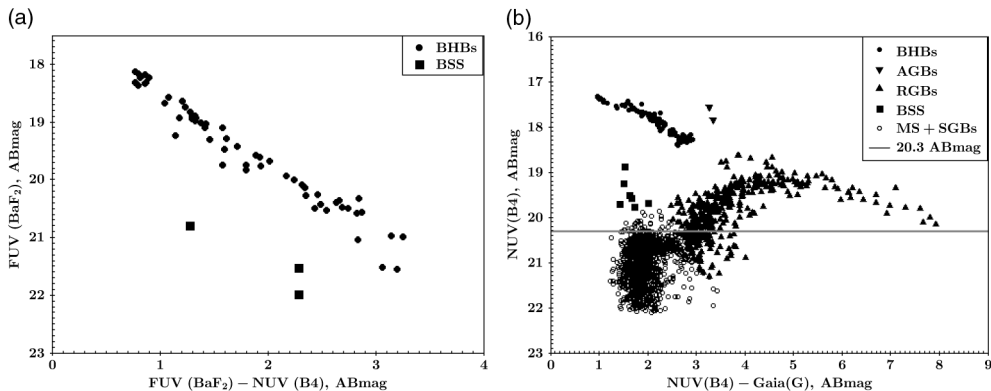 (a)
BHBs
BSS
18
19
20
21
22
23
0 1 2 3 4
FUV (BaF₂), ABmag
FUV (BaF₂) − NUV (B4), ABmag
(b)
BHBs
AGBs
RGBs
BSS
MS + SGBs
20.3 ABmag
16
17
18
19
20
21
22
23
0 1 2 3 4 5 6 7 8 9
NUV(B4), ABmag
NUV(B4) − Gaia(G), ABmag